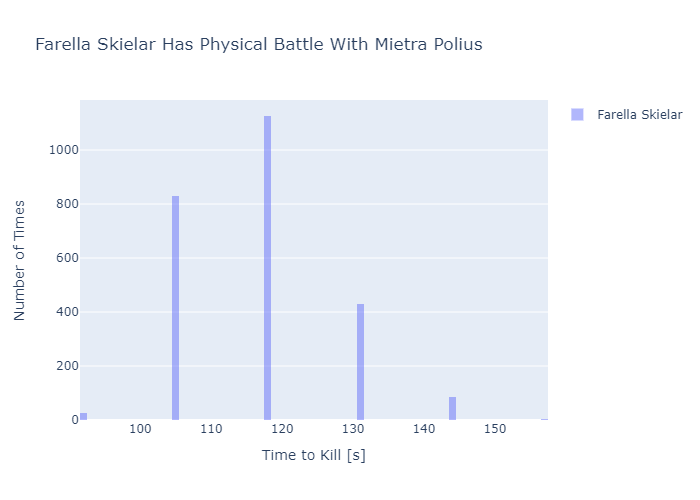 Farella Skielar Has Physical Battle With Mietra Polius
Farella Skielar
1000
800
600
400
200
0
Number of Times
100 110 120 130 140 150
Time to Kill [s]